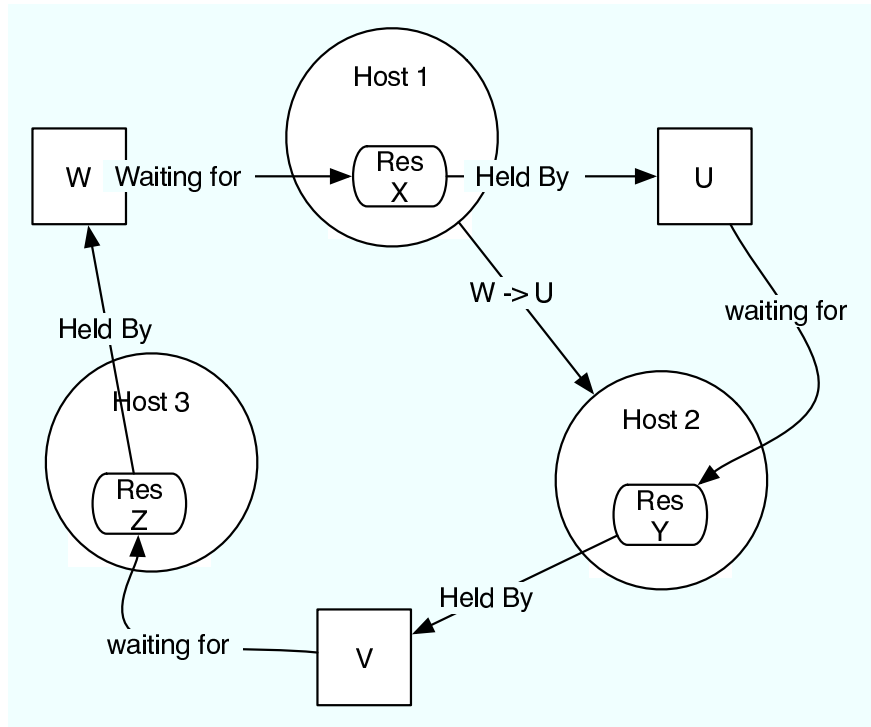 Host 1
W
Waiting for
Res
X
Held By
U
W -> U
waiting for
Held By
Host 3
Host 2
Res
Z
Res
Y
Held By
waiting for
V